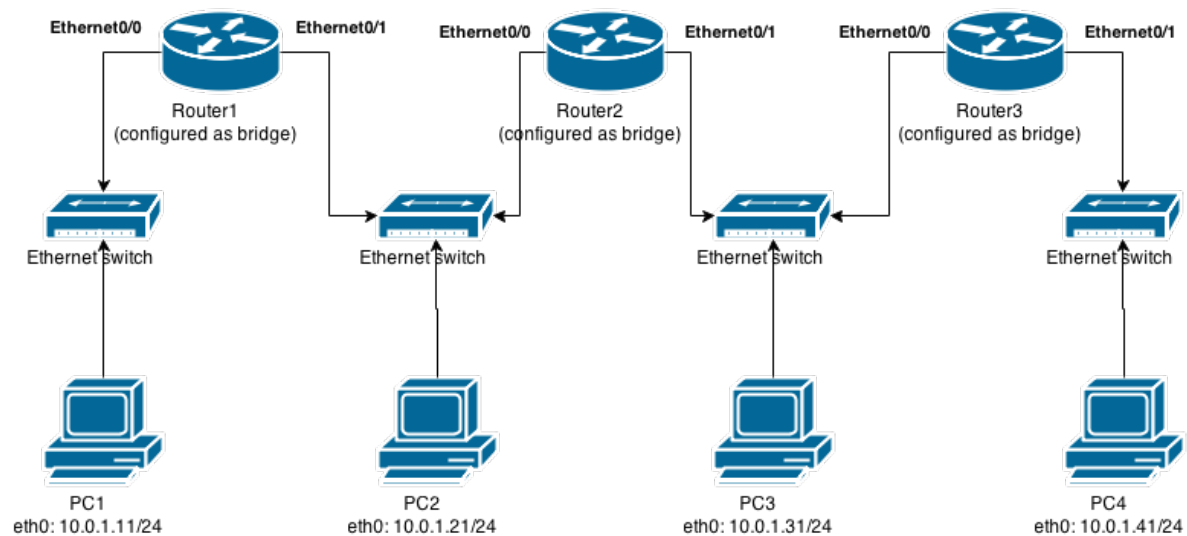 Ethernet0/0
Ethernet0/1
Ethernet0/0
Ethernet0/1
Ethernet0/0
Ethernet0/1
Router1
(configured as bridge)
Router2
(configured as bridge)
Router3
(configured as bridge)
Ethernet switch
Ethernet switch
Ethernet switch
Ethernet switch
PC1
eth0: 10.0.1.11/24
PC2
eth0: 10.0.1.21/24
PC3
eth0: 10.0.1.31/24
PC4
eth0: 10.0.1.41/24